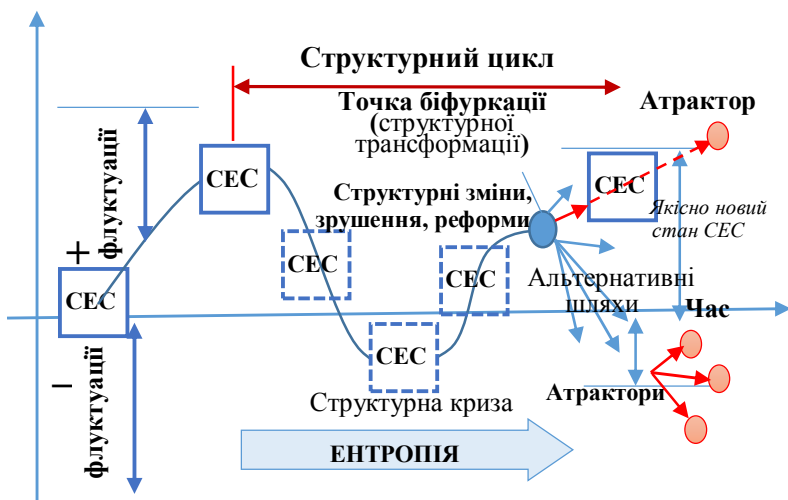 Структурний цикл
Точка біфуркації
(структурної
трансформації)
Атрактор
+
флуктуації
СЕС
СЕС
Структурні зміни,
зрушення, реформи
Якісно новий
стан СЕС
СЕС
СЕС
СЕС
Альтернативні
шляхи
Час
–
флуктуації
СЕС
Атрактори
Структурна криза
ЕНТРОПІЯ